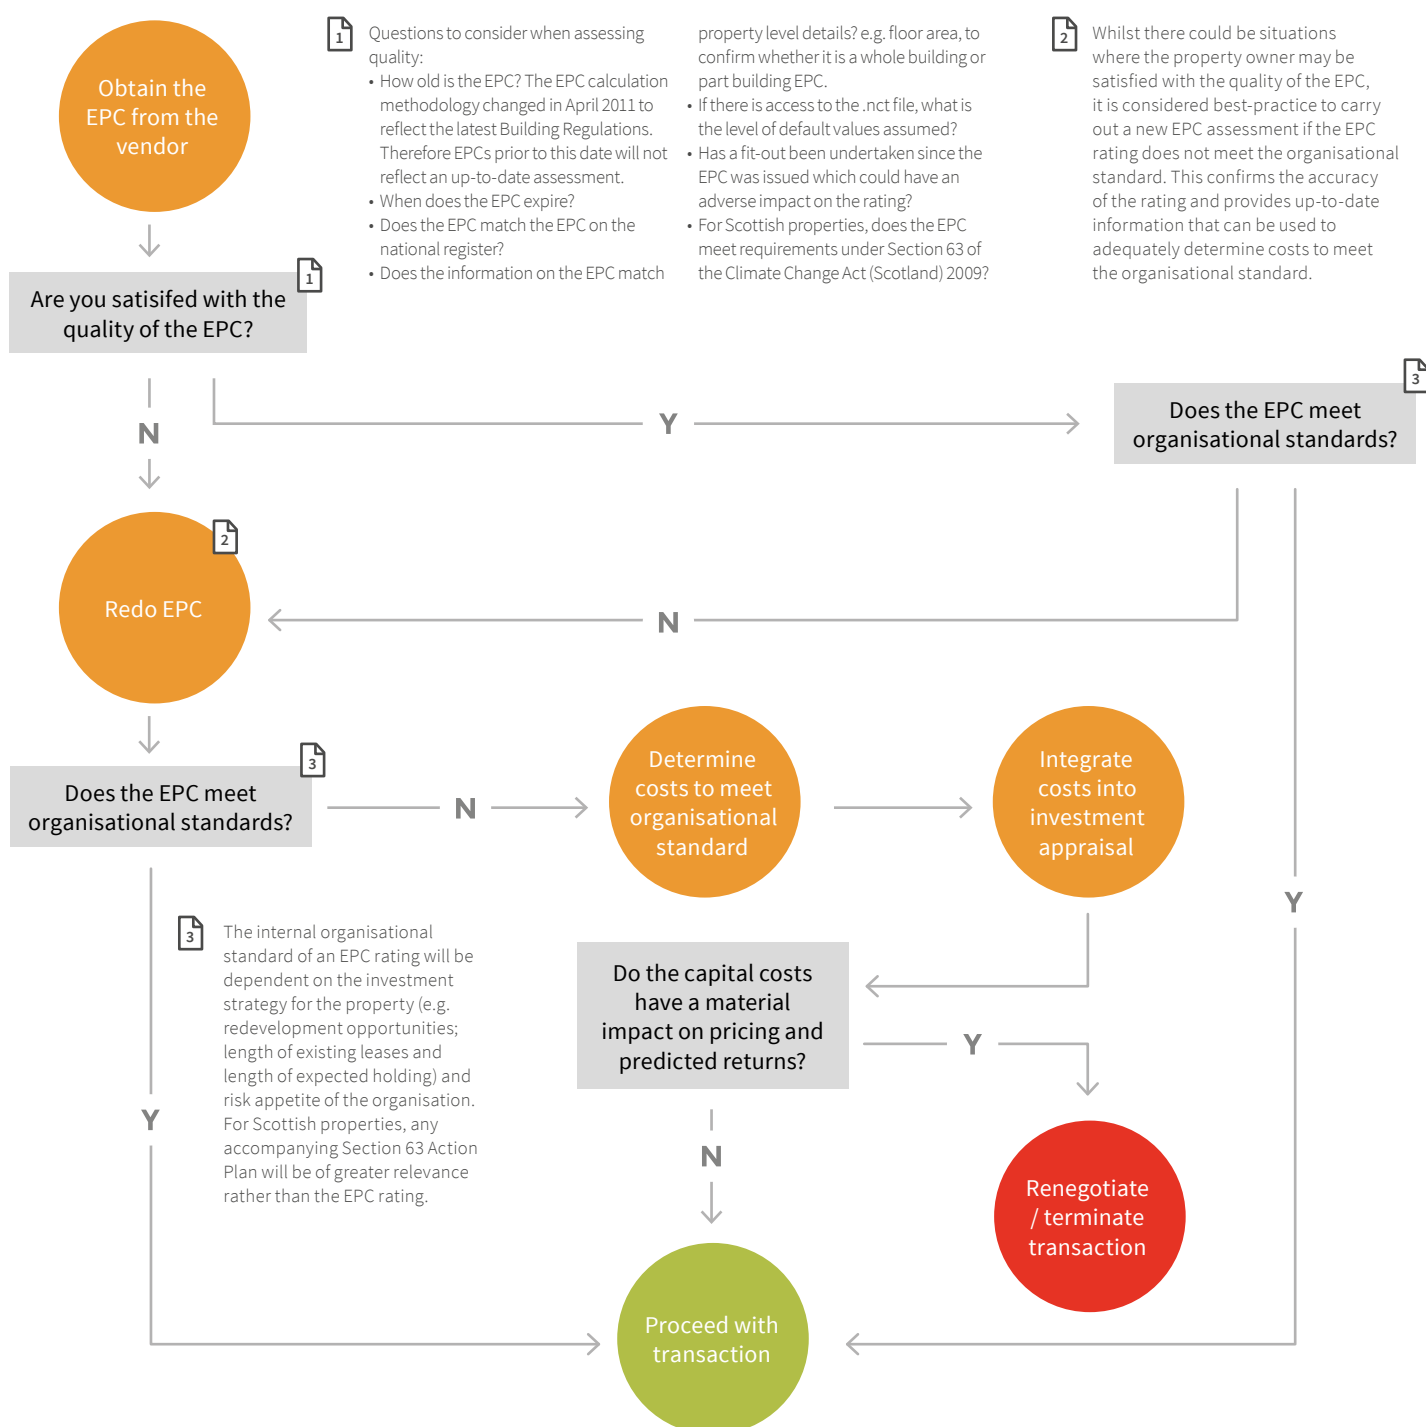 Obtain the
EPC from the
vendor
1
Questions to consider when assessing
quality:
• How old is the EPC? The EPC calculation
methodology changed in April 2011 to
reflect the latest Building Regulations.
Therefore EPCs prior to this date will not
reflect an up-to-date assessment.
• When does the EPC expire?
• Does the EPC match the EPC on the
national register?
• Does the information on the EPC match
property level details? e.g. floor area, to
confirm whether it is a whole building or
part building EPC.
• If there is access to the .nct file, what is
the level of default values assumed?
• Has a fit-out been undertaken since the
EPC was issued which could have an
adverse impact on the rating?
• For Scottish properties, does the EPC
meet requirements under Section 63 of
the Climate Change Act (Scotland) 2009?
2
Whilst there could be situations
where the property owner may be
satisfied with the quality of the EPC,
it is considered best-practice to carry
out a new EPC assessment if the EPC
rating does not meet the organisational
standard. This confirms the accuracy
of the rating and provides up-to-date
information that can be used to
adequately determine costs to meet
the organisational standard.
1
Are you satisifed with the
quality of the EPC?
N
Y
3
Does the EPC meet
organisational standards?
2
Redo EPC
N
3
Does the EPC meet
organisational standards?
N
Determine
costs to meet
organisational
standard
Integrate
costs into
investment
appraisal
Y
3
The internal organisational
standard of an EPC rating will be
dependent on the investment
strategy for the property (e.g.
redevelopment opportunities;
length of existing leases and
length of expected holding) and
risk appetite of the organisation.
For Scottish properties, any
accompanying Section 63 Action
Plan will be of greater relevance
rather than the EPC rating.
Do the capital costs
have a material
impact on pricing and
predicted returns?
Y
Y
N
Renegotiate
/ terminate
transaction
Proceed with
transaction